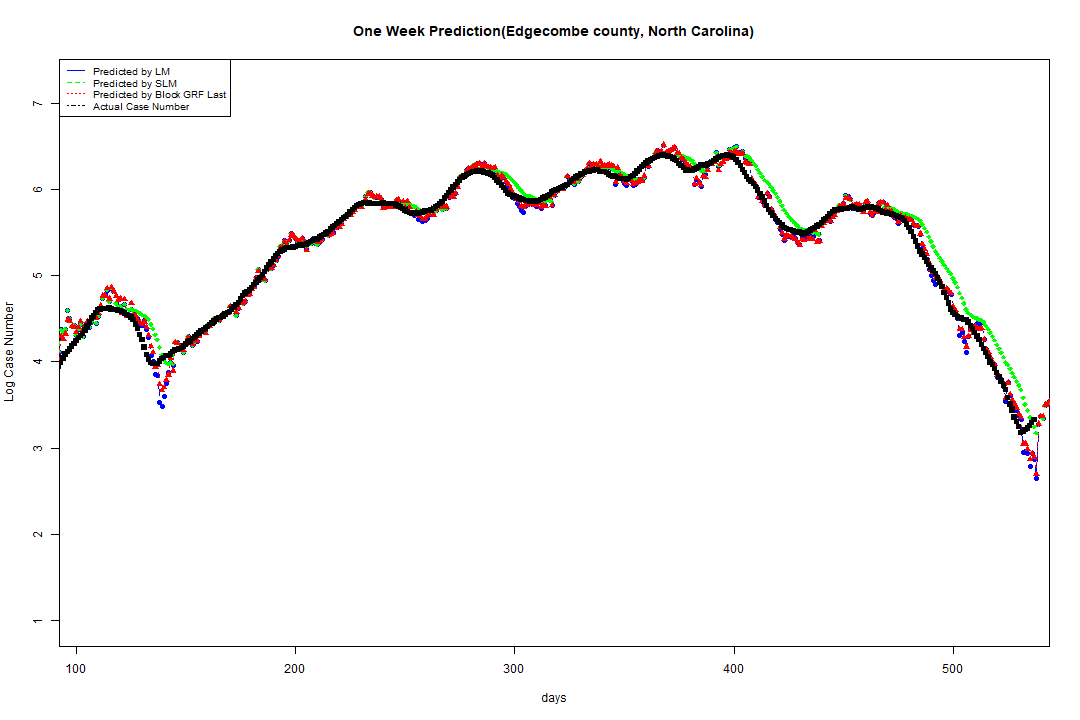 One Week Prediction(Edgecombe county, North Carolina)
Predicted by LM
Predicted by SLM
Predicted by Block GRF Last
Actual Case Number
7
6
5
4
3
2
1
Log Case Number
100 200 300 400 500
days